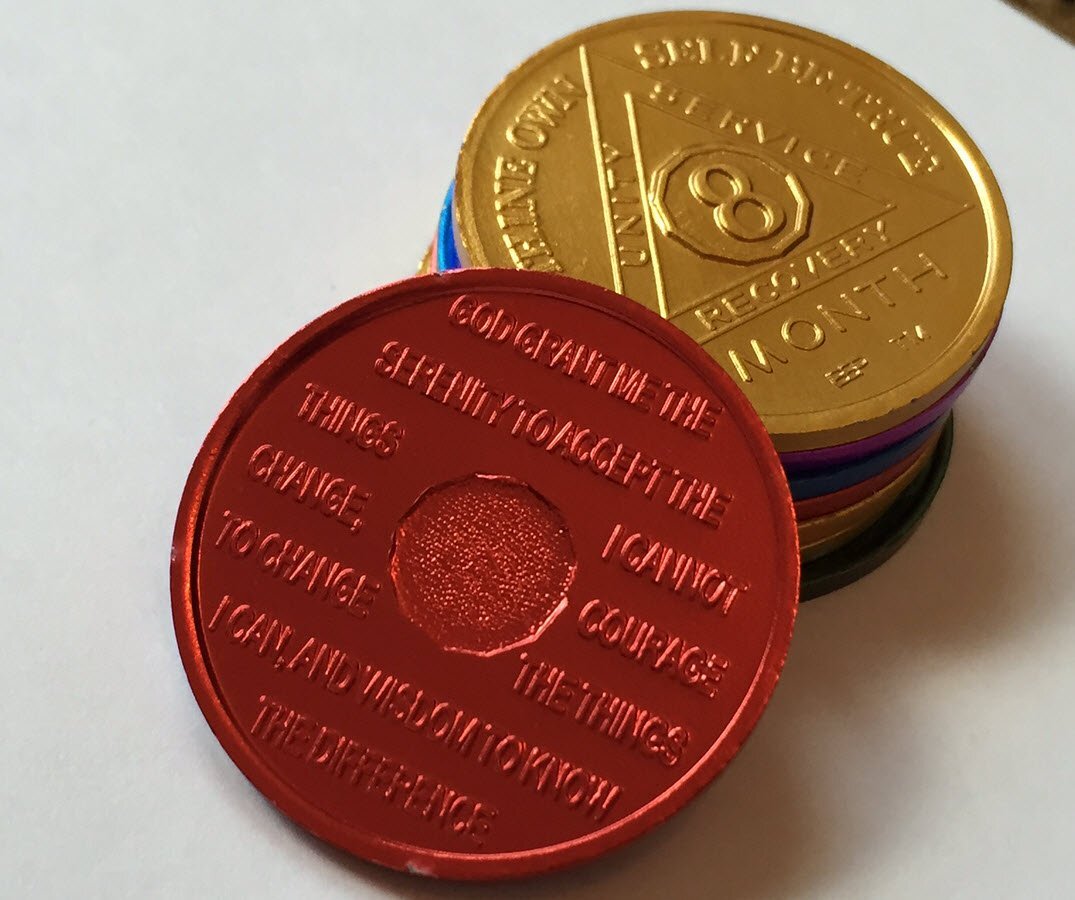 THINE OWN SELF BE TRUE
UNITY
SERVICE
RECOVERY
8
MONTH
TM
GOD GRANT ME THE
SERENITY TO ACCEPT THE
THINGS I CANNOT
CHANGE, COURAGE
TO CHANGE THE THINGS
I CAN, AND WISDOM TO KNOW
THE DIFFERENCE